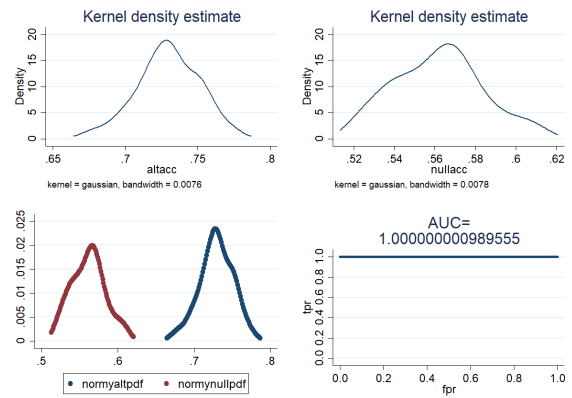 Kernel density estimate
Density
0 5 10 15 20
.65 .7 .75 .8
altacc
kernel = gaussian, bandwidth = 0.0076
Kernel density estimate
Density
0 5 10 15 20
.52 .54 .56 .58 .6 .62
nullacc
kernel = gaussian, bandwidth = 0.0078
0 .005 .01 .015 .02 .025
.5 .6 .7 .8
normyaltpdf normynullpdf
AUC=
1.000000000989555
tpr
0.0 0.2 0.4 0.6 0.8 1.0
0.0 0.2 0.4 0.6 0.8 1.0
fpr